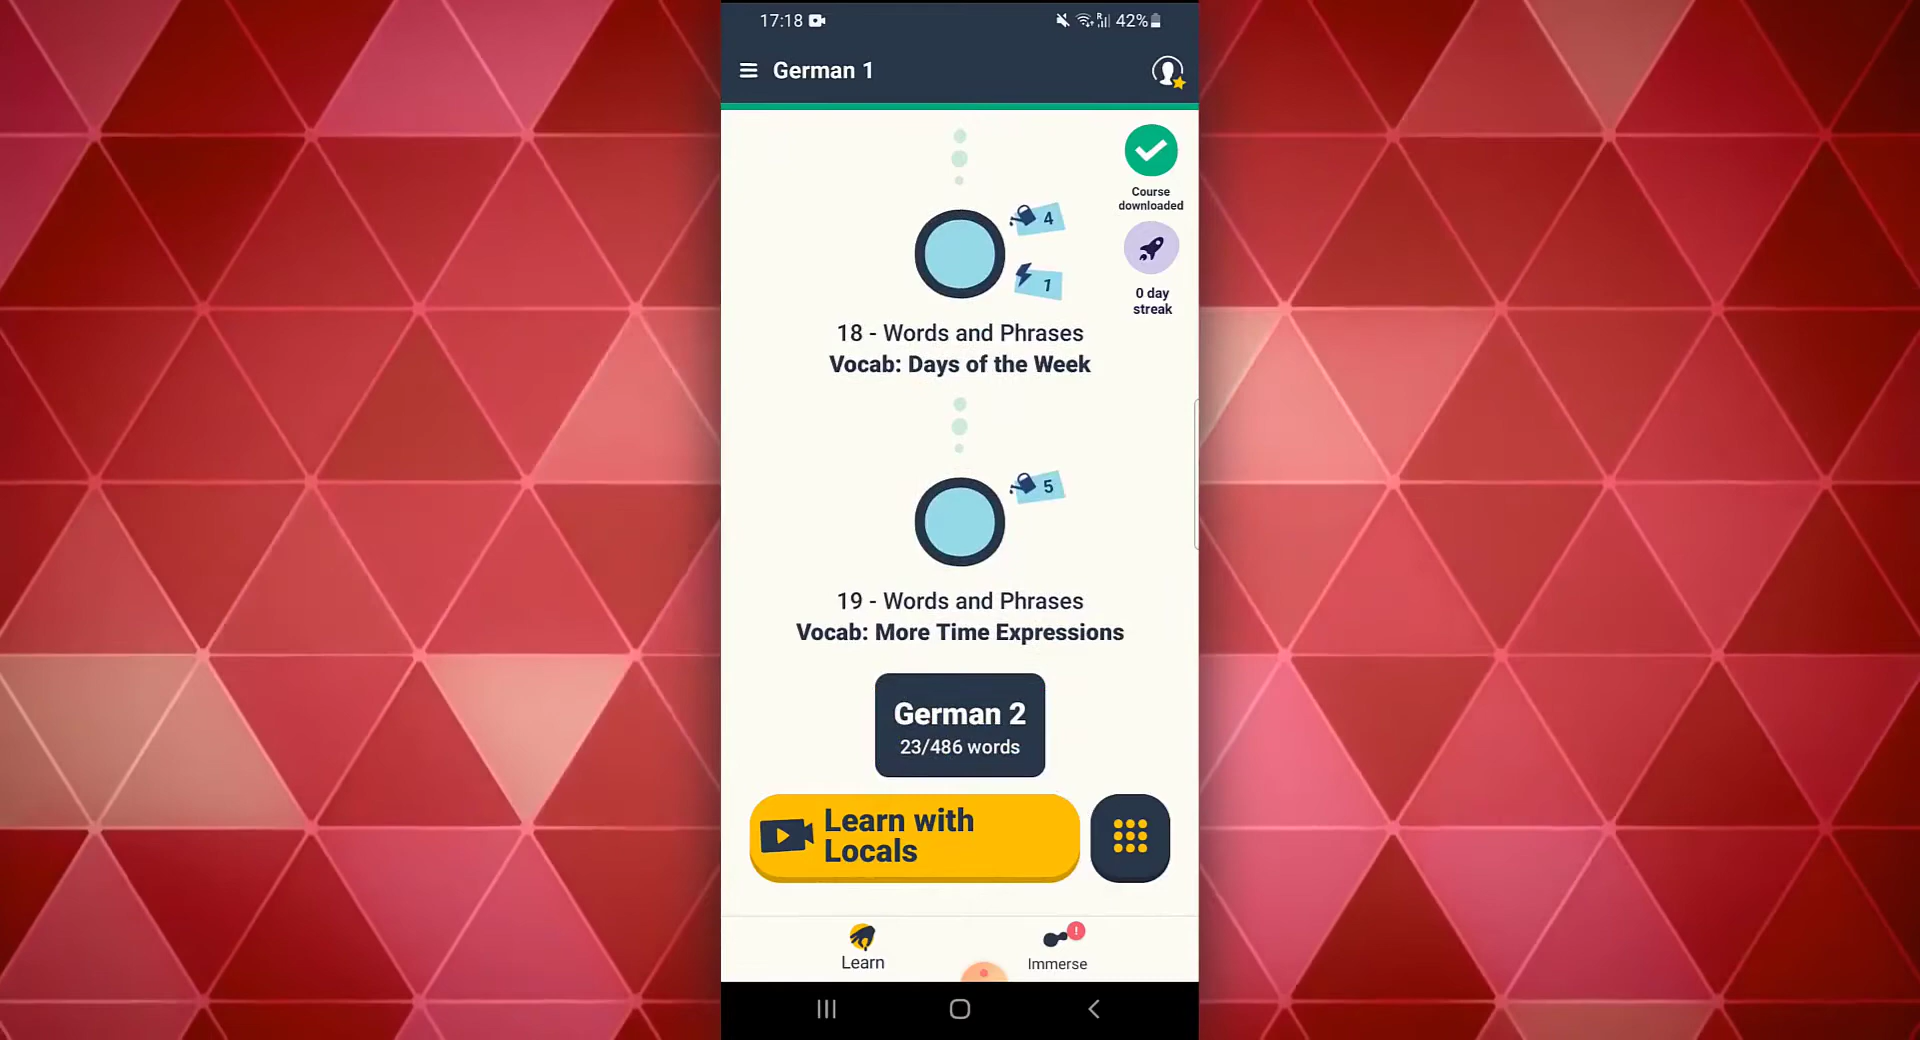 17:18
42%
German 1
Course
downloaded
4
1
0 day
streak
18 - Words and Phrases
Vocab: Days of the Week
5
19 - Words and Phrases
Vocab: More Time Expressions
German 2
23/486 words
Learn with
Locals
!
Learn
Immerse